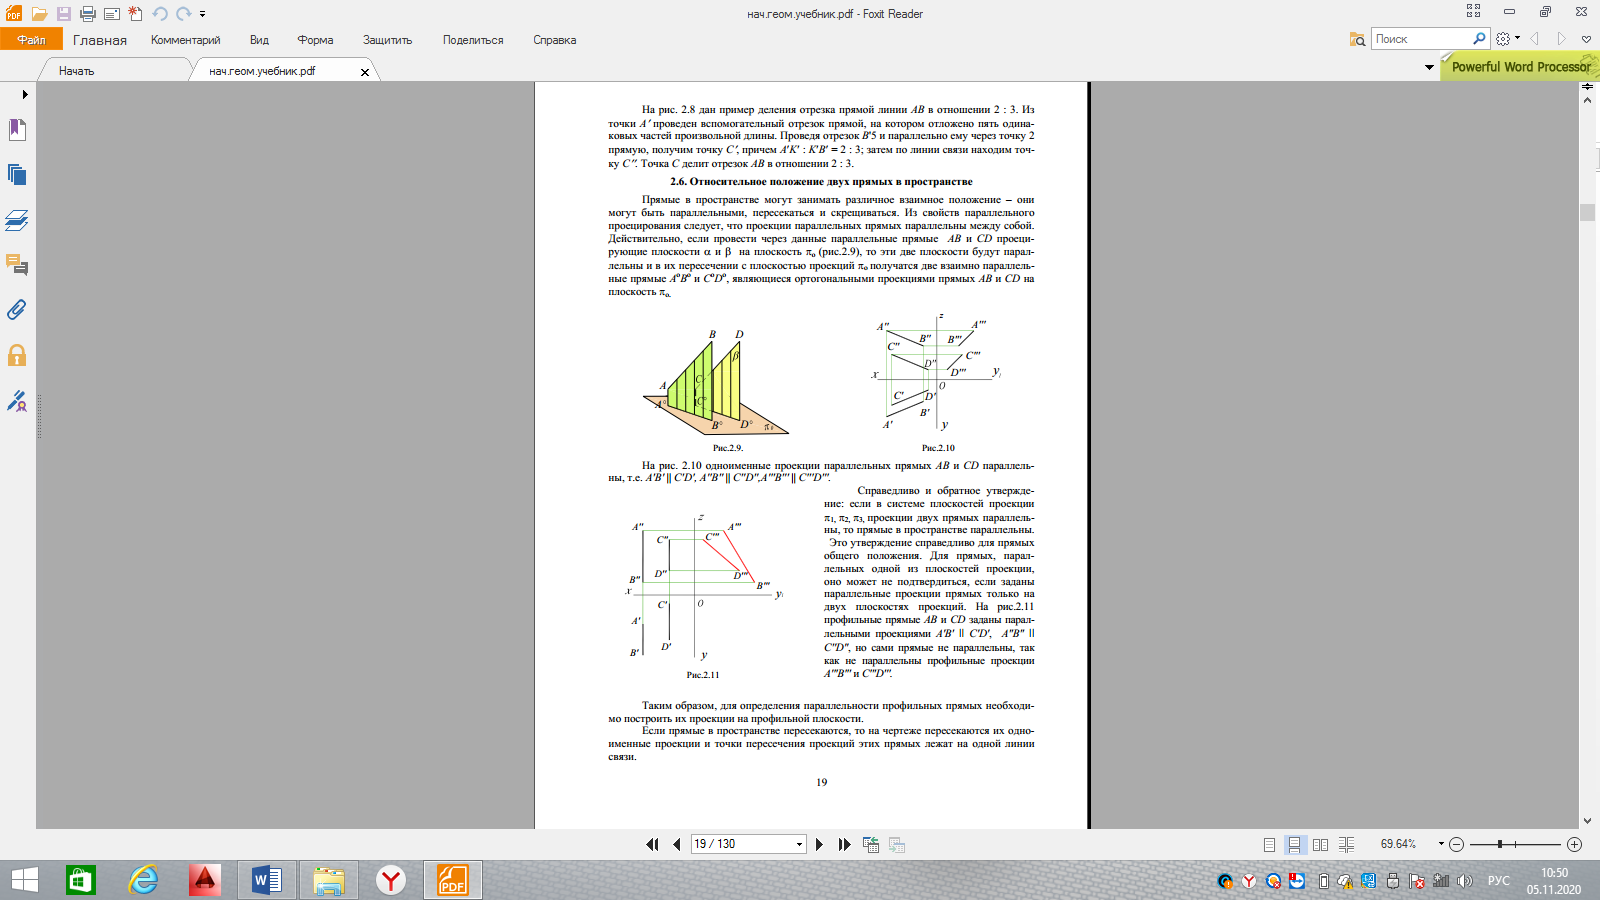 нач.геом.учебник.pdf - Foxit Reader
Файл Главная Комментарий Вид Форма Защитить Поделиться Справка
Поиск
Начать
нач.геом.учебник.pdf
Powerful Word Processor
На рис. 2.8 дан пример деления отрезка прямой линии AB в отношении 2 : 3. Из
точки A′ проведен вспомогательный отрезок прямой, на котором отложено пять одина-
ковых частей произвольной длины. Проведя отрезок B′5 и параллельно ему через точку 2
прямую, получим точку C′, причем A′K′ : K′B′ = 2 : 3; затем по линии связи находим точ-
ку C″. Точка C делит отрезок AB в отношении 2 : 3.
2.6. Относительное положение двух прямых в пространстве
Прямые в пространстве могут занимать различное взаимное положение – они
могут быть параллельными, пересекаться и скрещиваться. Из свойств параллельного
проецирования следует, что проекции параллельных прямых параллельны между собой.
Действительно, если провести через данные параллельные прямые AB и CD проеци-
рующие плоскости α и β на плоскость π₀ (рис.2.9), то эти две плоскости будут парал-
лельны и в их пересечении с плоскостью проекций π₀ получатся две взаимно параллель-
ные прямые A⁰B⁰ и C⁰D⁰, являющиеся ортогональными проекциями прямых AB и CD на
плоскость π₀.
B D
β
A C
A° C°
B° D° π₀
Рис.2.9.
z
A″ A‴
B″ B‴
C″ C‴
D″ D‴
x y₁
0
C′ D′
B′
A′ y
Рис.2.10
На рис. 2.10 одноименные проекции параллельных прямых AB и CD параллель-
ны, т.е. A′B′ || C′D′, A″B″ || C″D″, A‴B‴ || C‴D‴.
z
A″ A‴
C″ C‴
D″ D‴
B″ B‴
x y₁
C′ 0
A′
D′
B′ y
Рис.2.11
Справедливо и обратное утвержде-
ние: если в системе плоскостей проекции
π₁, π₂, π₃, проекции двух прямых параллель-
ны, то прямые в пространстве параллельны.
Это утверждение справедливо для прямых
общего положения. Для прямых, парал-
лельных одной из плоскостей проекции,
оно может не подтвердиться, если заданы
параллельные проекции прямых только на
двух плоскостях проекций. На рис.2.11
профильные прямые AB и CD заданы парал-
лельными проекциями A′B′ || C′D′, A″B″ ||
C″D″, но сами прямые не параллельны, так
как не параллельны профильные проекции
A‴B‴ и C‴D‴.
Таким образом, для определения параллельности профильных прямых необходи-
мо построить их проекции на профильной плоскости.
Если прямые в пространстве пересекаются, то на чертеже пересекаются их одно-
именные проекции и точки пересечения проекций этих прямых лежат на одной линии
связи.
19
19 / 130
69.64%
РУС
10:50
05.11.2020